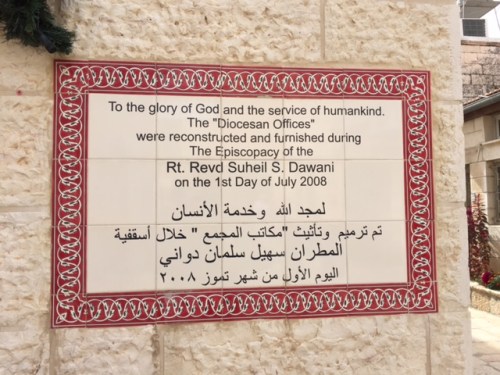 To the glory of God and the service of humankind.
The "Diocesan Offices"
were reconstructed and furnished during
The Episcopacy of the
Rt. Revd Suheil S. Dawani
on the 1st Day of July 2008
لمجد الله وخدمة الأنسان
تم ترميم وتأثيث "مكاتب المجمع" خلال أسقفية
المطران سهيل سلمان دواني
اليوم الأول من شهر تموز ٢٠٠٨